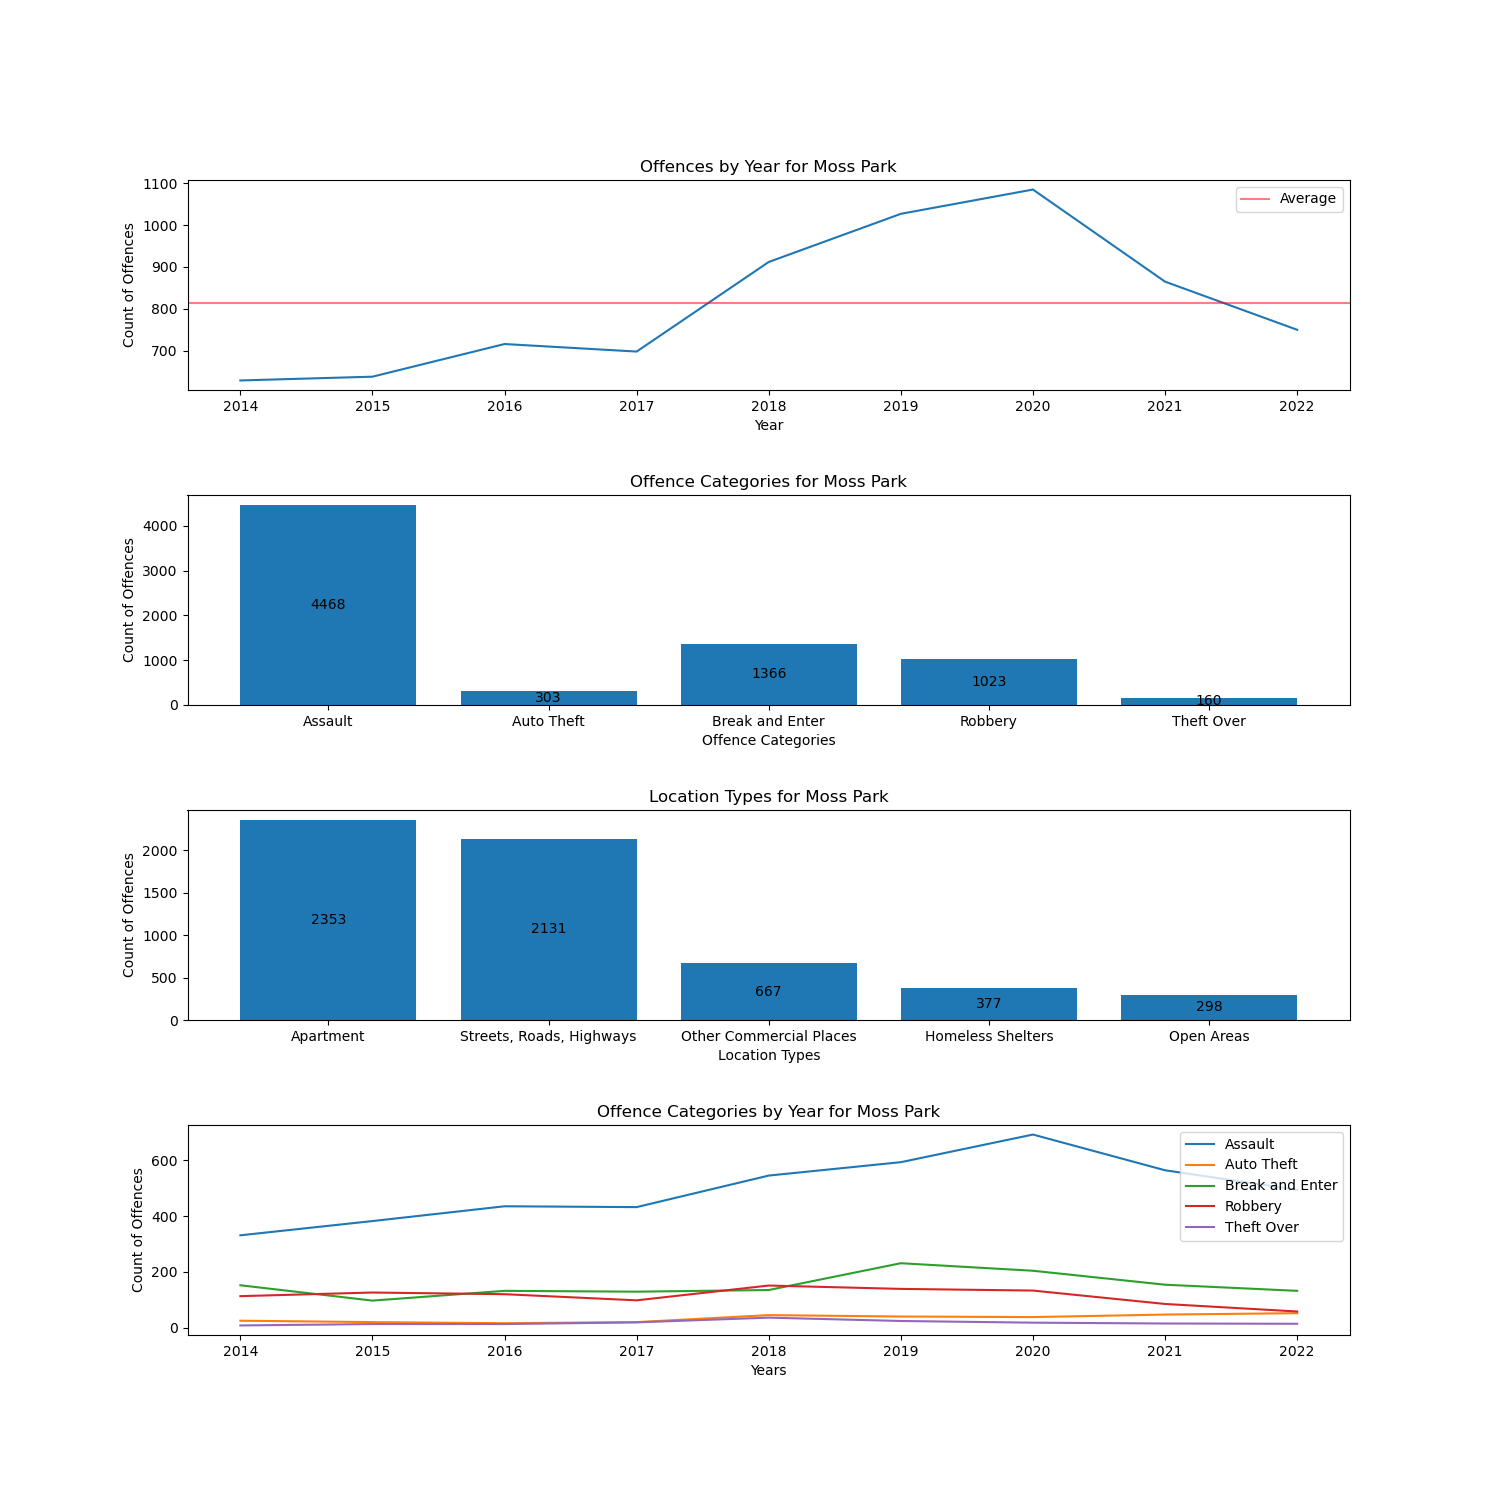 Offences by Year for Moss Park
Count of Offences
1100
1000
900
800
700
Average
2014 2015 2016 2017 2018 2019 2020 2021 2022
Year
Offence Categories for Moss Park
Count of Offences
4000
3000
2000
1000
0
4468 303 1366 1023 160
Assault Auto Theft Break and Enter Robbery Theft Over
Offence Categories
Location Types for Moss Park
Count of Offences
2000
1500
1000
500
0
2353 2131 667 377 298
Apartment Streets, Roads, Highways Other Commercial Places Homeless Shelters Open Areas
Location Types
Offence Categories by Year for Moss Park
Count of Offences
600
400
200
0
Assault
Auto Theft
Break and Enter
Robbery
Theft Over
2014 2015 2016 2017 2018 2019 2020 2021 2022
Years